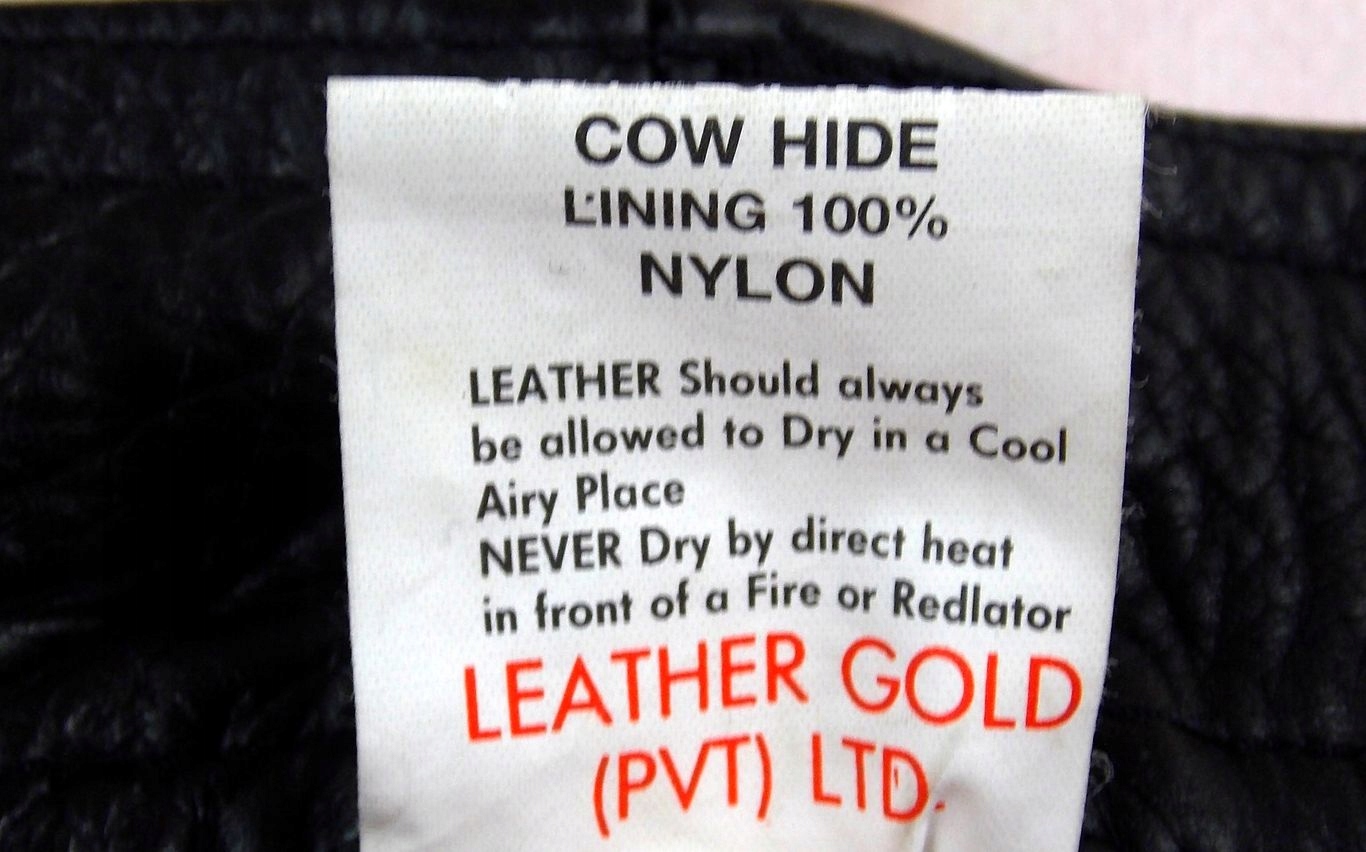 COW HIDE
LINING 100%
NYLON
LEATHER Should always
be allowed to Dry in a Cool
Airy Place
NEVER Dry by direct heat
in front of a Fire or Redlator
LEATHER GOLD
(PVT) LTD.